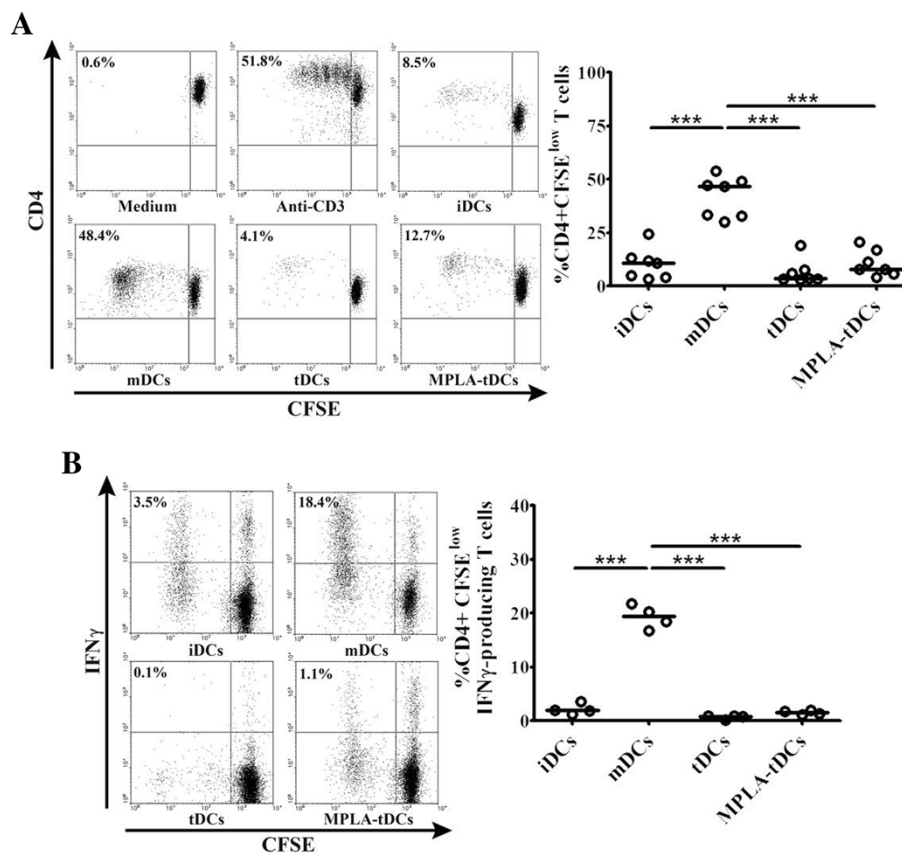 A
CD4
0.6%
51.8%
8.5%
Medium
Anti-CD3
iDCs
48.4%
4.1%
12.7%
mDCs
tDCs
MPLA-tDCs
CFSE
%CD4+CFSE low T cells
100
75
50
25
0
***
***
***
iDCs
mDCs
tDCs
MPLA-tDCs
B
IFNγ
3.5%
18.4%
iDCs
mDCs
0.1%
1.1%
tDCs
MPLA-tDCs
CFSE
%CD4+ CFSE low
IFNγ-producing T cells
40
30
20
10
0
***
***
***
iDCs
mDCs
tDCs
MPLA-tDCs